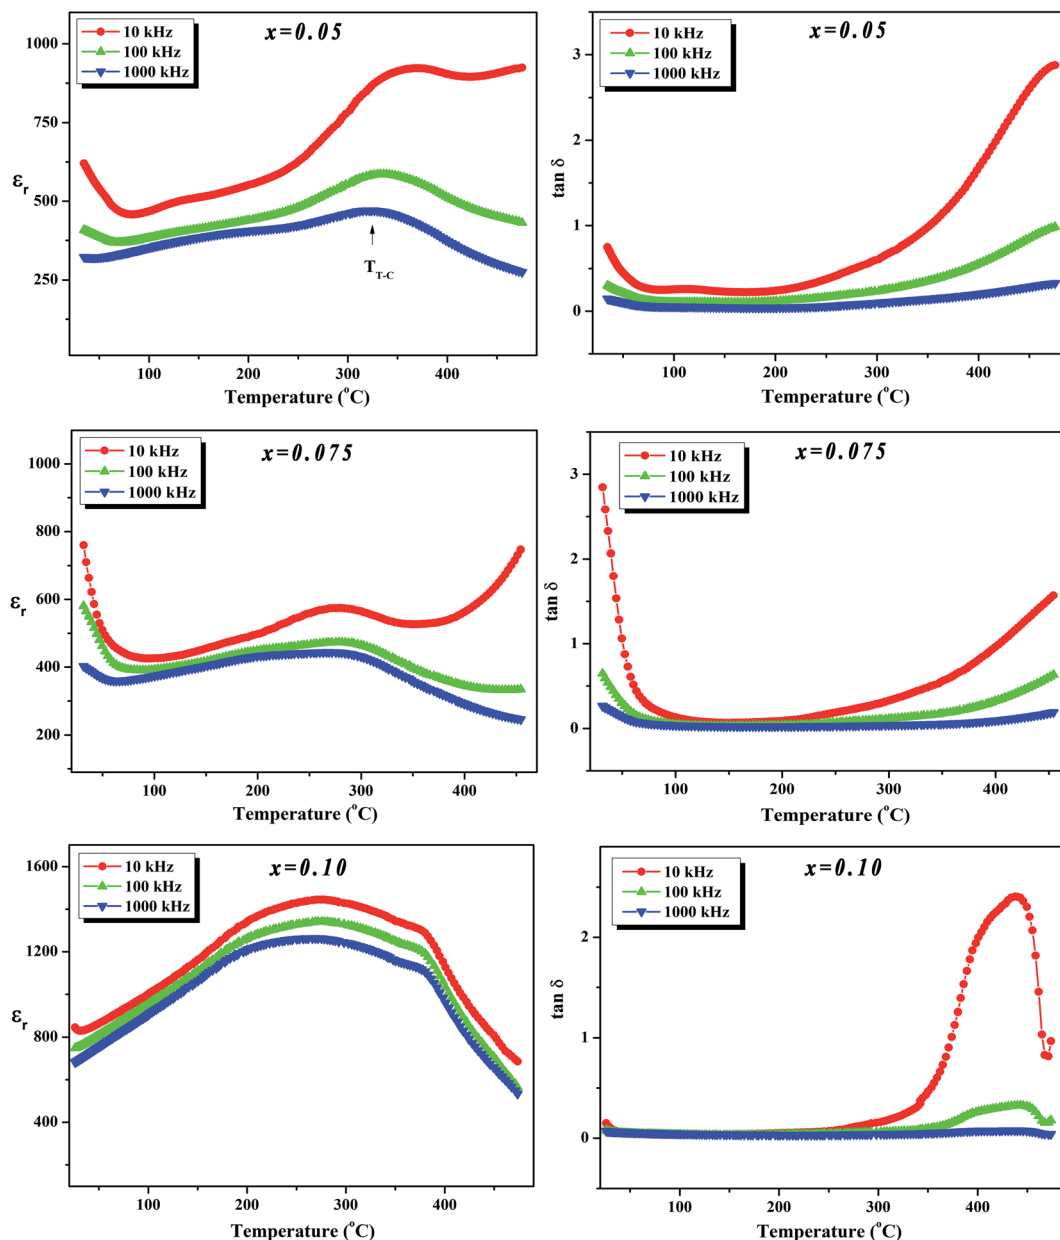 x=0.05
10 kHz
100 kHz
1000 kHz
1000
750
500
250
εr
TT-C
100 200 300 400
Temperature (°C)
x=0.05
10 kHz
100 kHz
1000 kHz
3
2
1
0
tan δ
100 200 300 400
Temperature (°C)
x=0.075
10 kHz
100 kHz
1000 kHz
1000
800
600
400
200
εr
100 200 300 400
Temperature (°C)
x=0.075
10 kHz
100 kHz
1000 kHz
3
2
1
0
tan δ
100 200 300 400
Temperature (°C)
x=0.10
10 kHz
100 kHz
1000 kHz
1600
1200
800
400
εr
100 200 300 400
Temperature (°C)
x=0.10
10 kHz
100 kHz
1000 kHz
2
1
0
tan δ
100 200 300 400
Temperature (°C)